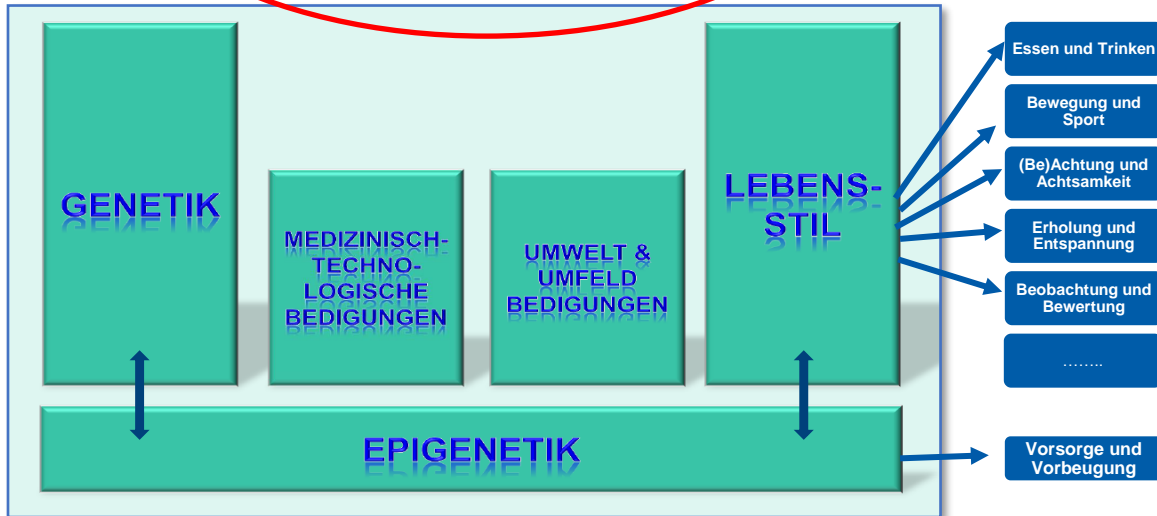 GENETIK
MEDIZINISCH-
TECHNO-
LOGISCHE
BEDIGUNGEN
UMWELT &
UMFELD
BEDIGUNGEN
LEBENS-
STIL
EPIGENETIK
Essen und Trinken
Bewegung und
Sport
(Be)Achtung und
Achtsamkeit
Erholung und
Entspannung
Beobachtung und
Bewertung
........
Vorsorge und
Vorbeugung